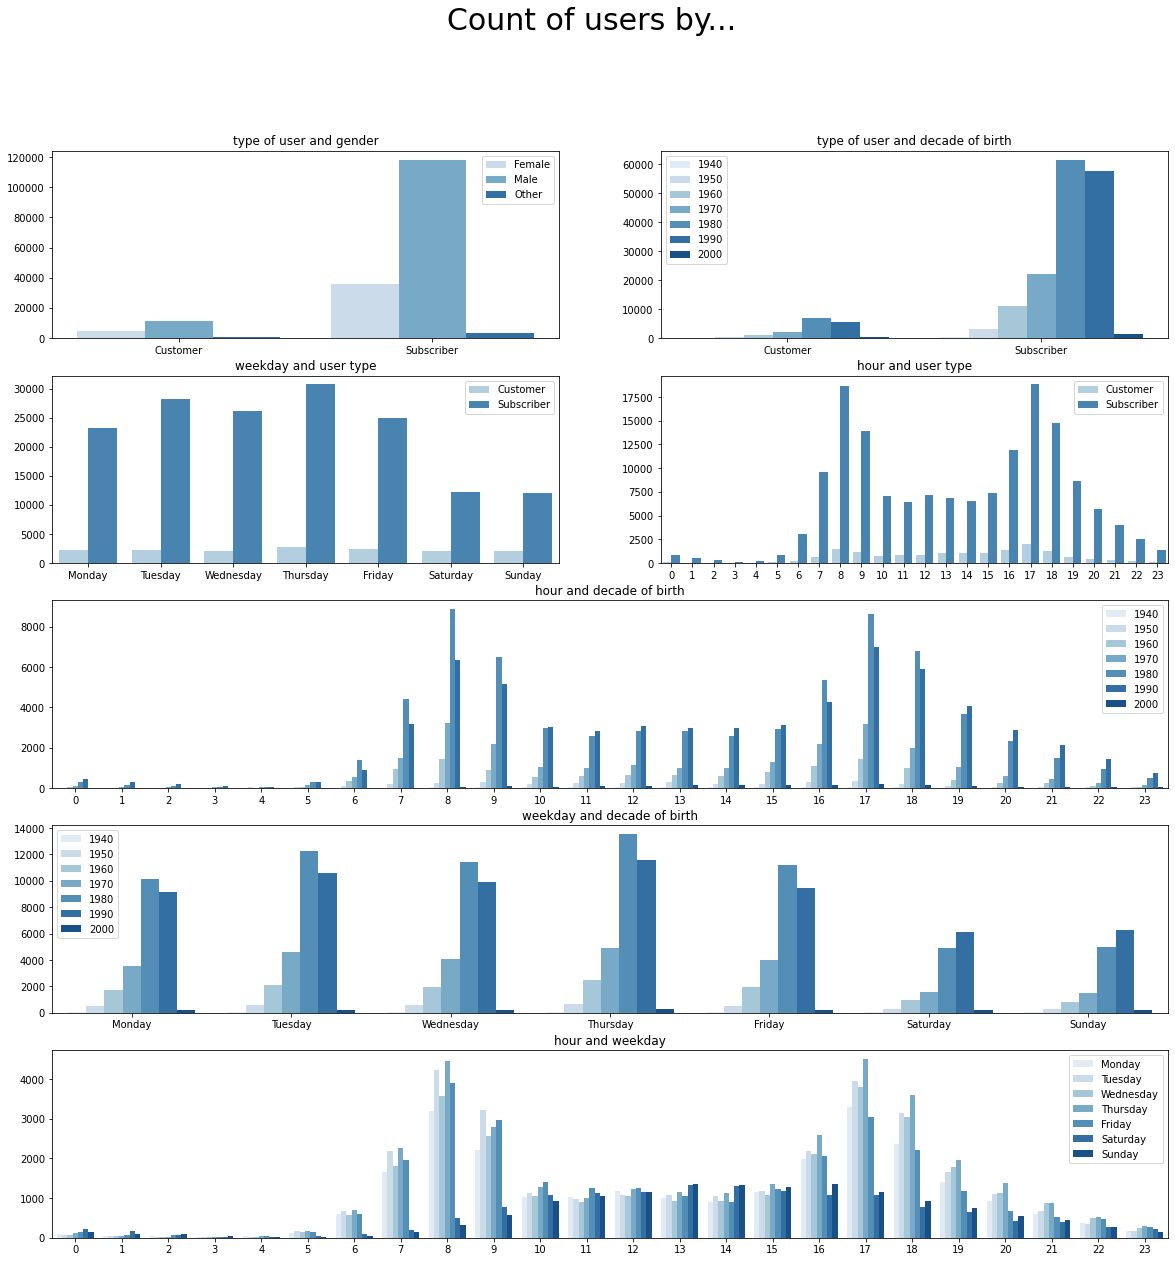 Count of users by...
type of user and gender
120000
100000
80000
60000
40000
20000
0
Customer Subscriber
Female
Male
Other
type of user and decade of birth
60000
50000
40000
30000
20000
10000
0
Customer Subscriber
1940
1950
1960
1970
1980
1990
2000
weekday and user type
30000
25000
20000
15000
10000
5000
0
Monday Tuesday Wednesday Thursday Friday Saturday Sunday
Customer
Subscriber
hour and user type
17500
15000
12500
10000
7500
5000
2500
0
0 1 2 3 4 5 6 7 8 9 10 11 12 13 14 15 16 17 18 19 20 21 22 23
Customer
Subscriber
hour and decade of birth
8000
6000
4000
2000
0
0 1 2 3 4 5 6 7 8 9 10 11 12 13 14 15 16 17 18 19 20 21 22 23
1940
1950
1960
1970
1980
1990
2000
weekday and decade of birth
14000
12000
10000
8000
6000
4000
2000
0
Monday Tuesday Wednesday Thursday Friday Saturday Sunday
1940
1950
1960
1970
1980
1990
2000
hour and weekday
4000
3000
2000
1000
0
0 1 2 3 4 5 6 7 8 9 10 11 12 13 14 15 16 17 18 19 20 21 22 23
Monday
Tuesday
Wednesday
Thursday
Friday
Saturday
Sunday